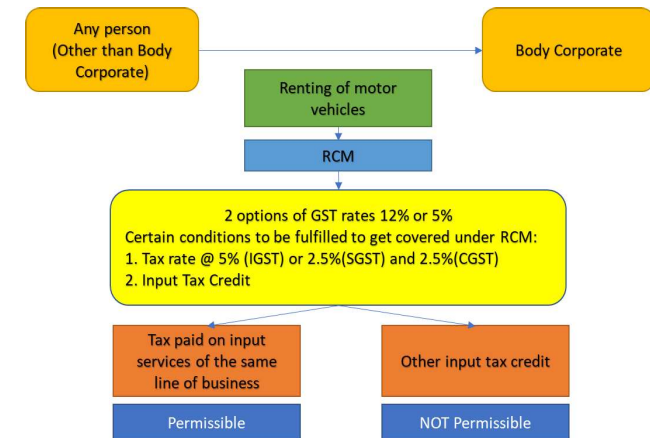 Any person
(Other than Body
Corporate)
Body Corporate
Renting of motor
vehicles
RCM
2 options of GST rates 12% or 5%
Certain conditions to be fulfilled to get covered under RCM:
1. Tax rate @ 5% (IGST) or 2.5%(SGST) and 2.5%(CGST)
2. Input Tax Credit
Tax paid on input
services of the same
line of business
Other input tax credit
Permissible
NOT Permissible